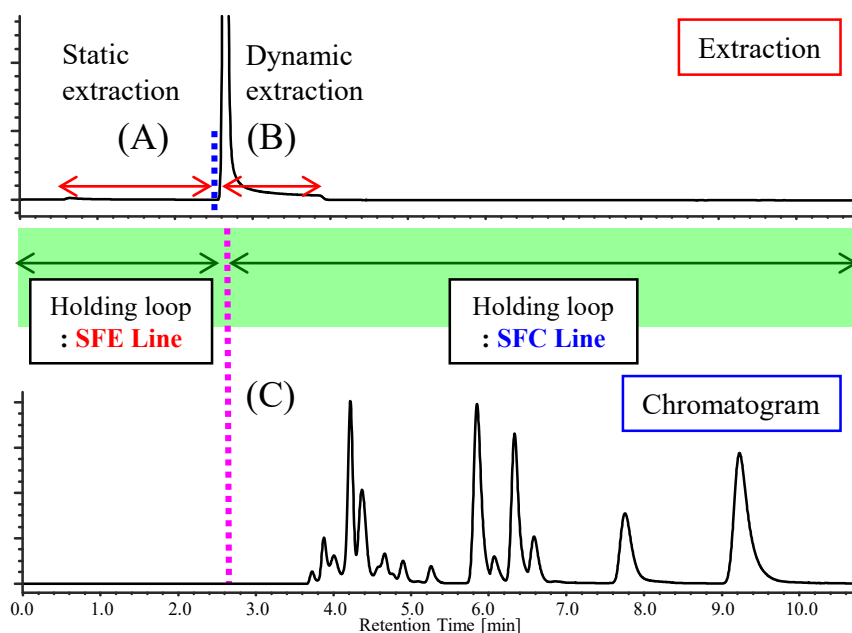 Static
extraction
(A)
Dynamic
extraction
(B)
Extraction
Holding loop
: SFE Line
Holding loop
: SFC Line
(C)
Chromatogram
0.0 1.0 2.0 3.0 4.0 5.0 6.0 7.0 8.0 9.0 10.0
Retention Time [min]